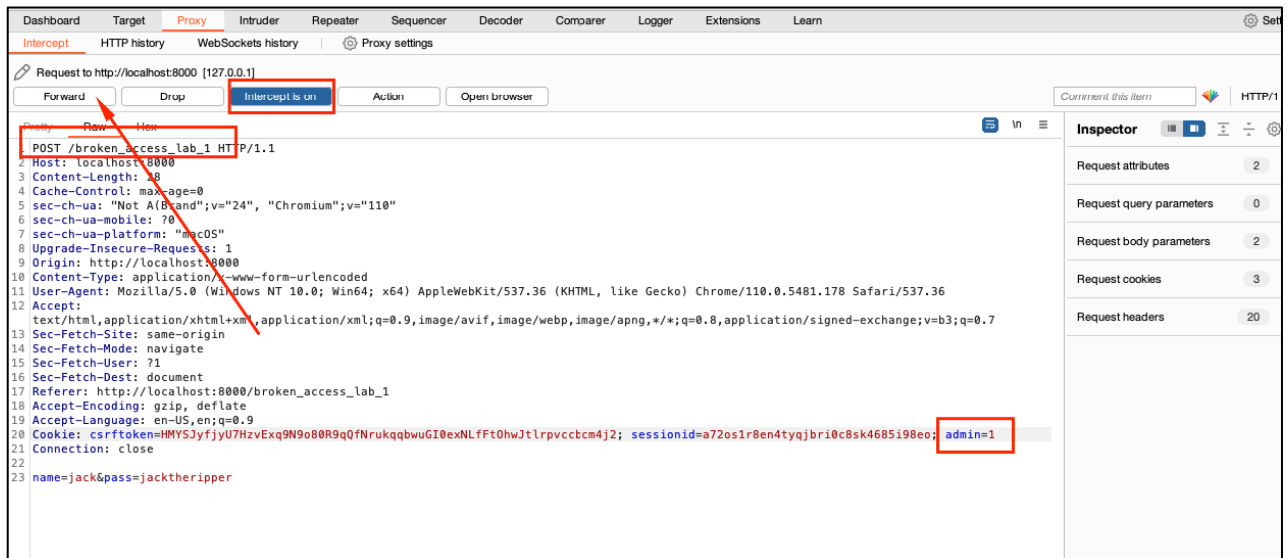 Dashboard Target Proxy Intruder Repeater Sequencer Decoder Comparer Logger Extensions Learn Sett
Intercept HTTP history WebSockets history Proxy settings
Request to http://localhost:8000 [127.0.0.1]
Forward Drop Intercept is on Action Open browser Comment this item HTTP/1
Pretty Raw Hex \n Inspector
1 POST /broken_access_lab_1 HTTP/1.1
2 Host: localhost:8000
3 Content-Length: 28
4 Cache-Control: max-age=0
5 sec-ch-ua: "Not A(Brand";v="24", "Chromium";v="110"
6 sec-ch-ua-mobile: ?0
7 sec-ch-ua-platform: "macOS"
8 Upgrade-Insecure-Requests: 1
9 Origin: http://localhost:8000
10 Content-Type: application/x-www-form-urlencoded
11 User-Agent: Mozilla/5.0 (Windows NT 10.0; Win64; x64) AppleWebKit/537.36 (KHTML, like Gecko) Chrome/110.0.5481.178 Safari/537.36
12 Accept:
text/html,application/xhtml+xml,application/xml;q=0.9,image/avif,image/webp,image/apng,*/*;q=0.8,application/signed-exchange;v=b3;q=0.7
13 Sec-Fetch-Site: same-origin
14 Sec-Fetch-Mode: navigate
15 Sec-Fetch-User: ?1
16 Sec-Fetch-Dest: document
17 Referer: http://localhost:8000/broken_access_lab_1
18 Accept-Encoding: gzip, deflate
19 Accept-Language: en-US,en;q=0.9
20 Cookie: csrftoken=HMYSJyfjyU7HzvExq9N9o80R9qQfNrukqqbwuGI0exNLfFtOhwJtlrpvccbcm4j2; sessionid=a72os1r8en4tyqjbri0c8sk4685i98eo; admin=1
21 Connection: close
22
23 name=jack&pass=jacktheripper
Request attributes 2
Request query parameters 0
Request body parameters 2
Request cookies 3
Request headers 20